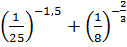 (1/25)^(-1,5) + (1/8)^(-2/3)